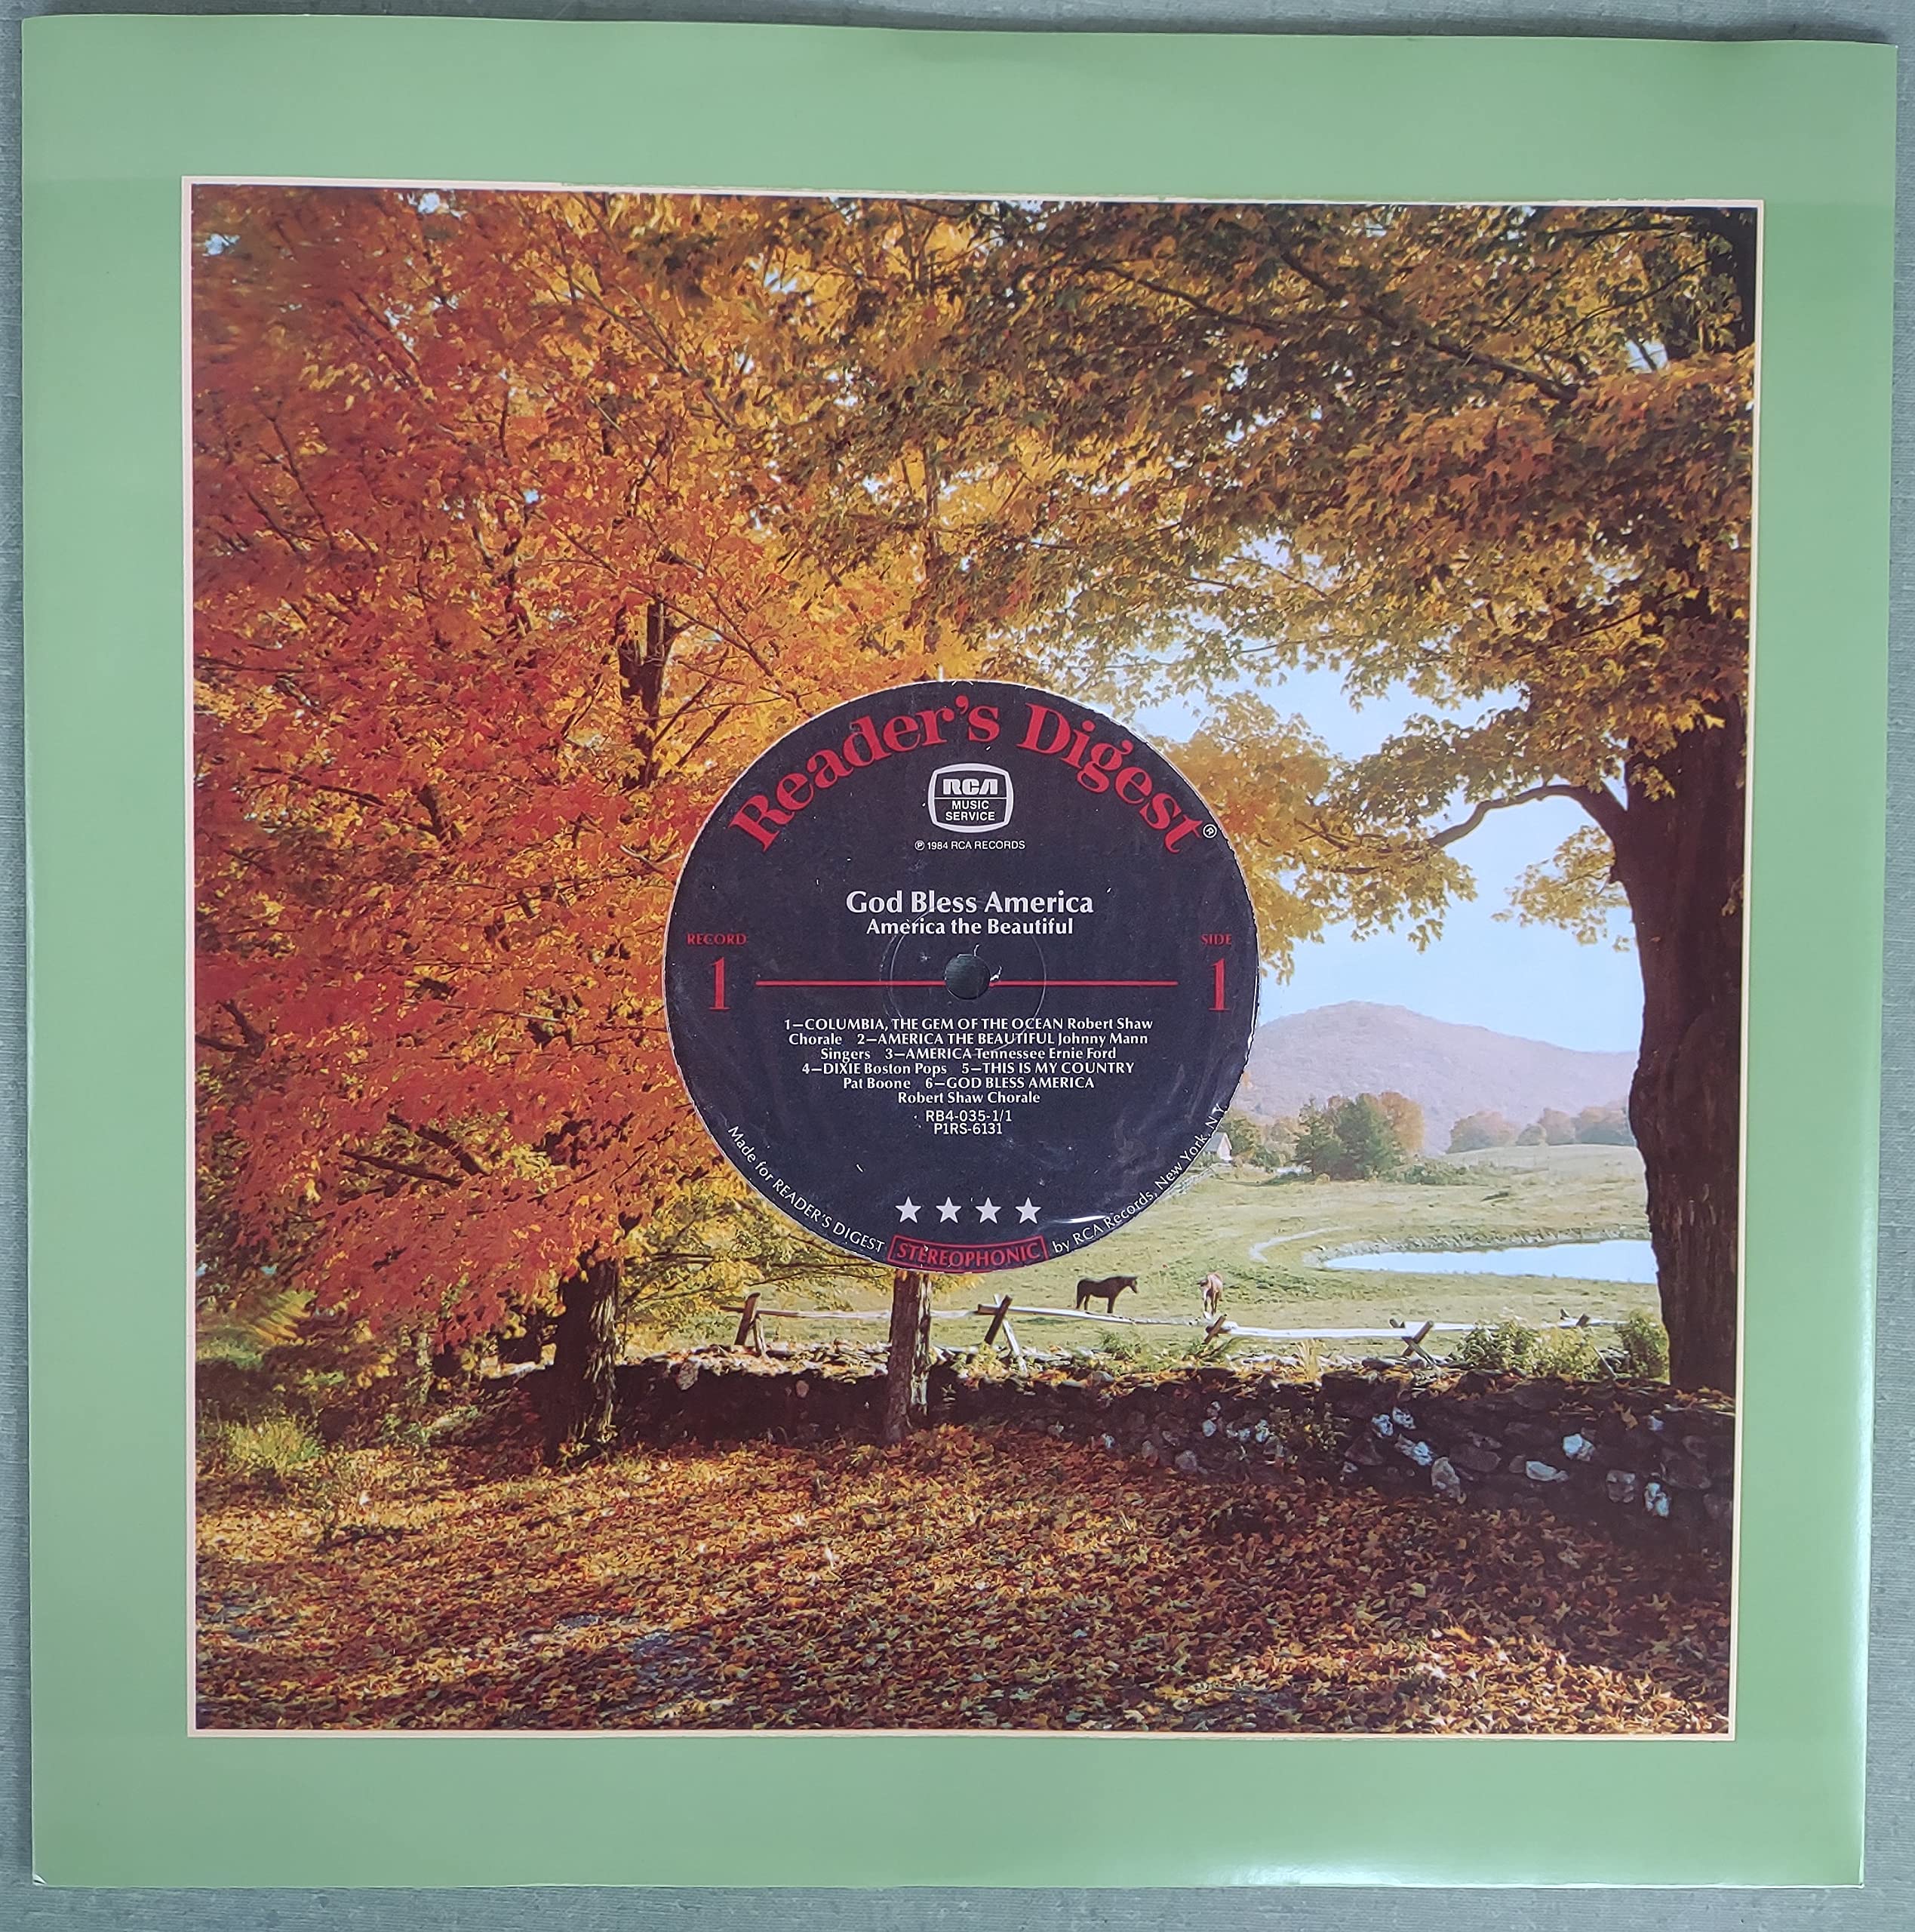 Reader's Digest®
RCA
MUSIC
SERVICE
℗ 1984 RCA RECORDS
God Bless America
America the Beautiful
RECORD
1
SIDE
1
1—COLUMBIA, THE GEM OF THE OCEAN Robert Shaw
Chorale 2—AMERICA THE BEAUTIFUL Johnny Mann
Singers 3—AMERICA Tennessee Ernie Ford
4—DIXIE Boston Pops 5—THIS IS MY COUNTRY
Pat Boone 6—GOD BLESS AMERICA
Robert Shaw Chorale
RB4-035-1/1
P1RS-6131
Made for READER'S DIGEST by RCA Records, New York, N.Y.
STEREOPHONIC